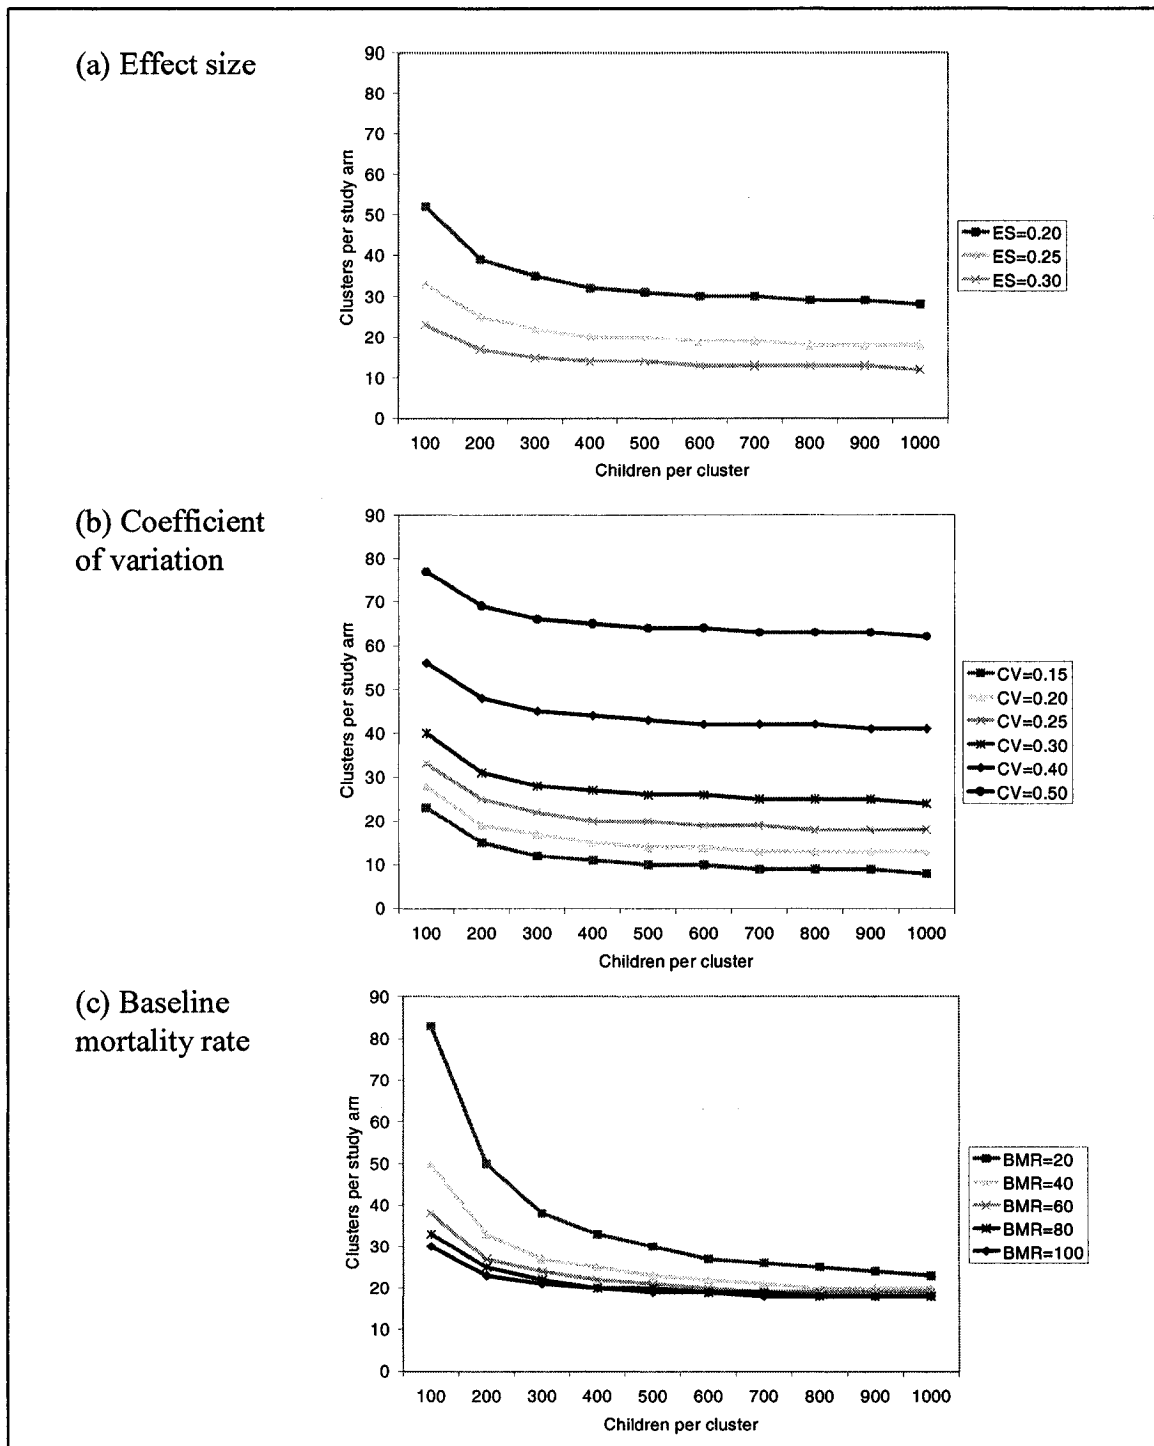 (a) Effect size
90
80
70
60
50
40
30
20
10
0
Clusters per study arn
100 200 300 400 500 600 700 800 900 1000
Children per cluster
ES=0.20
ES=0.25
ES=0.30
(b) Coefficient
of variation
90
80
70
60
50
40
30
20
10
0
Clusters per study arn
100 200 300 400 500 600 700 800 900 1000
Children per cluster
CV=0.15
CV=0.20
CV=0.25
CV=0.30
CV=0.40
CV=0.50
(c) Baseline
mortality rate
90
80
70
60
50
40
30
20
10
0
Clusters per study arn
100 200 300 400 500 600 700 800 900 1000
Children per cluster
BMR=20
BMR=40
BMR=60
BMR=80
BMR=100